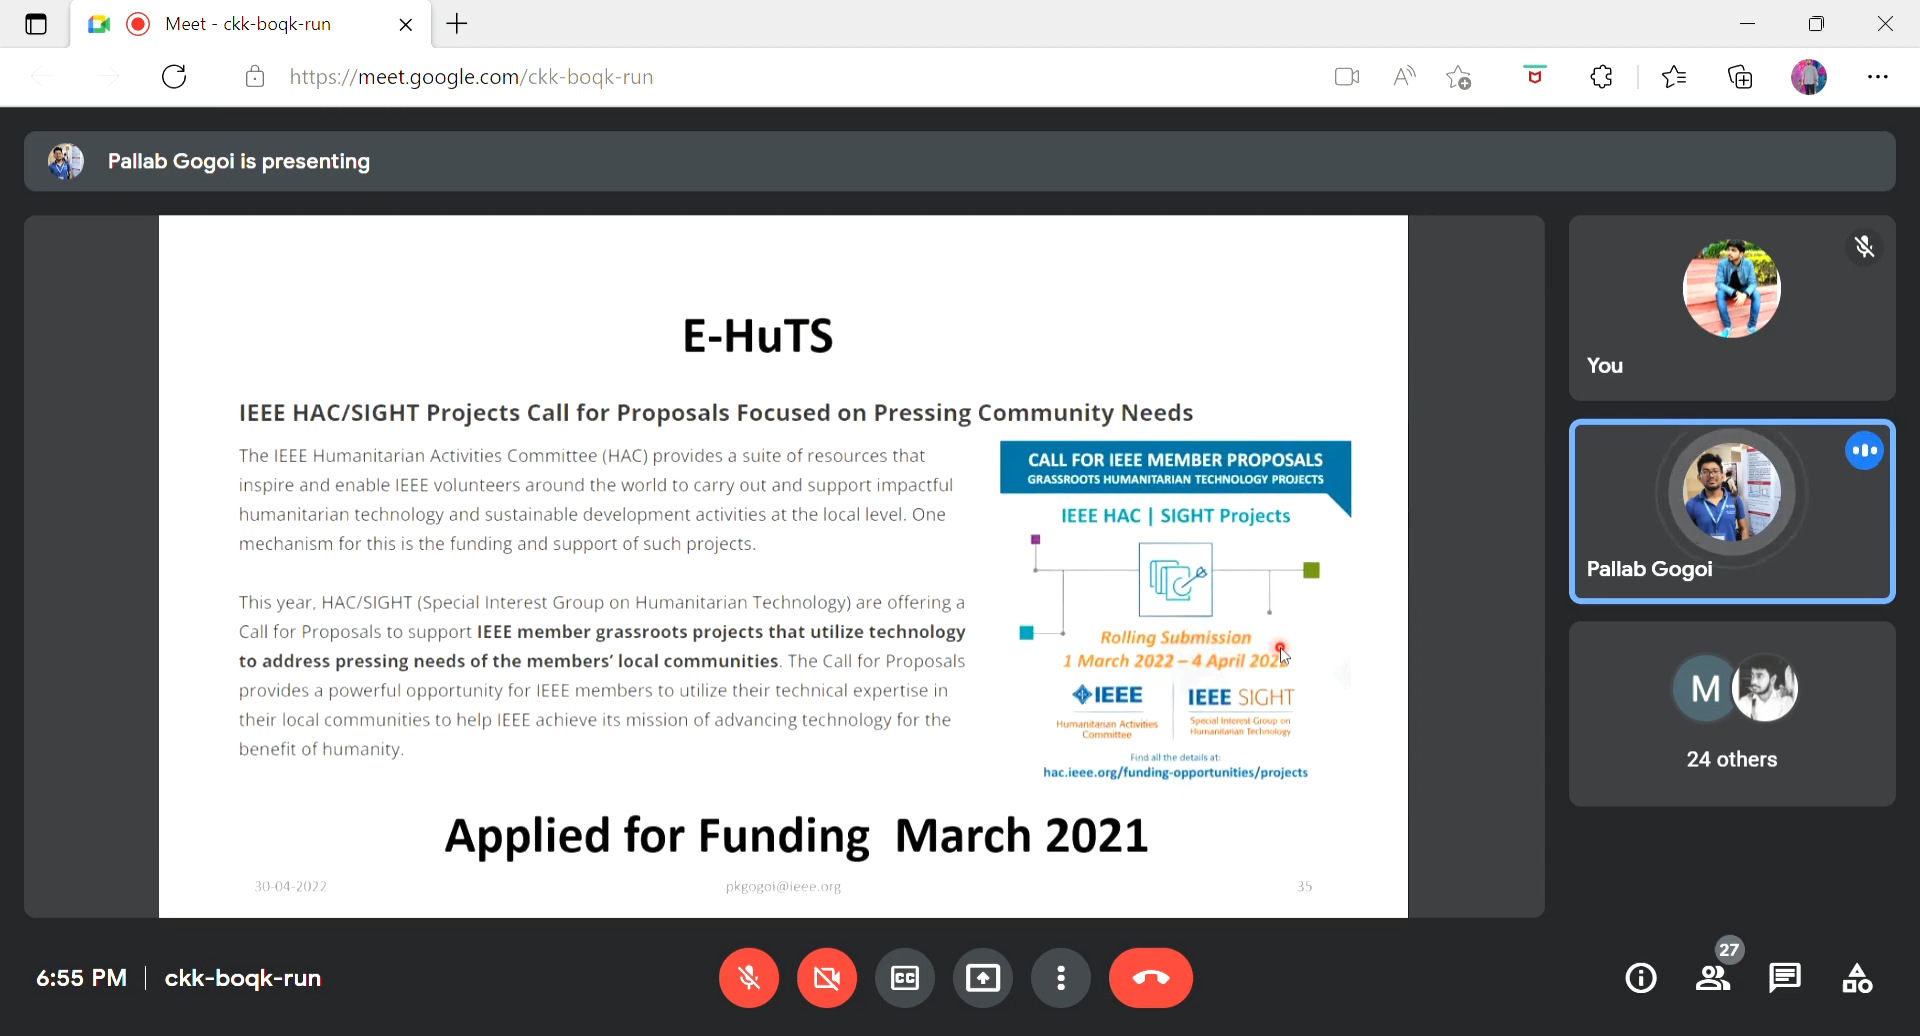 Meet - ckk-boqk-run
https://meet.google.com/ckk-boqk-run
Pallab Gogoi is presenting
E-HuTS
IEEE HAC/SIGHT Projects Call for Proposals Focused on Pressing Community Needs
The IEEE Humanitarian Activities Committee (HAC) provides a suite of resources that
inspire and enable IEEE volunteers around the world to carry out and support impactful
humanitarian technology and sustainable development activities at the local level. One
mechanism for this is the funding and support of such projects.
This year, HAC/SIGHT (Special Interest Group on Humanitarian Technology) are offering a
Call for Proposals to support IEEE member grassroots projects that utilize technology
to address pressing needs of the members' local communities. The Call for Proposals
provides a powerful opportunity for IEEE members to utilize their technical expertise in
their local communities to help IEEE achieve its mission of advancing technology for the
benefit of humanity.
CALL FOR IEEE MEMBER PROPOSALS
GRASSROOTS HUMANITARIAN TECHNOLOGY PROJECTS
IEEE HAC | SIGHT Projects
Rolling Submission
1 March 2022 – 4 April 2022
IEEE
Humanitarian Activities
Committee
IEEE SIGHT
Special Interest Group on
Humanitarian Technology
Find all the details at:
hac.ieee.org/funding-opportunities/projects
Applied for Funding March 2021
30-04-2022
pkgogoi@ieee.org
35
You
Pallab Gogoi
M
24 others
6:55 PM
ckk-boqk-run
CC
27